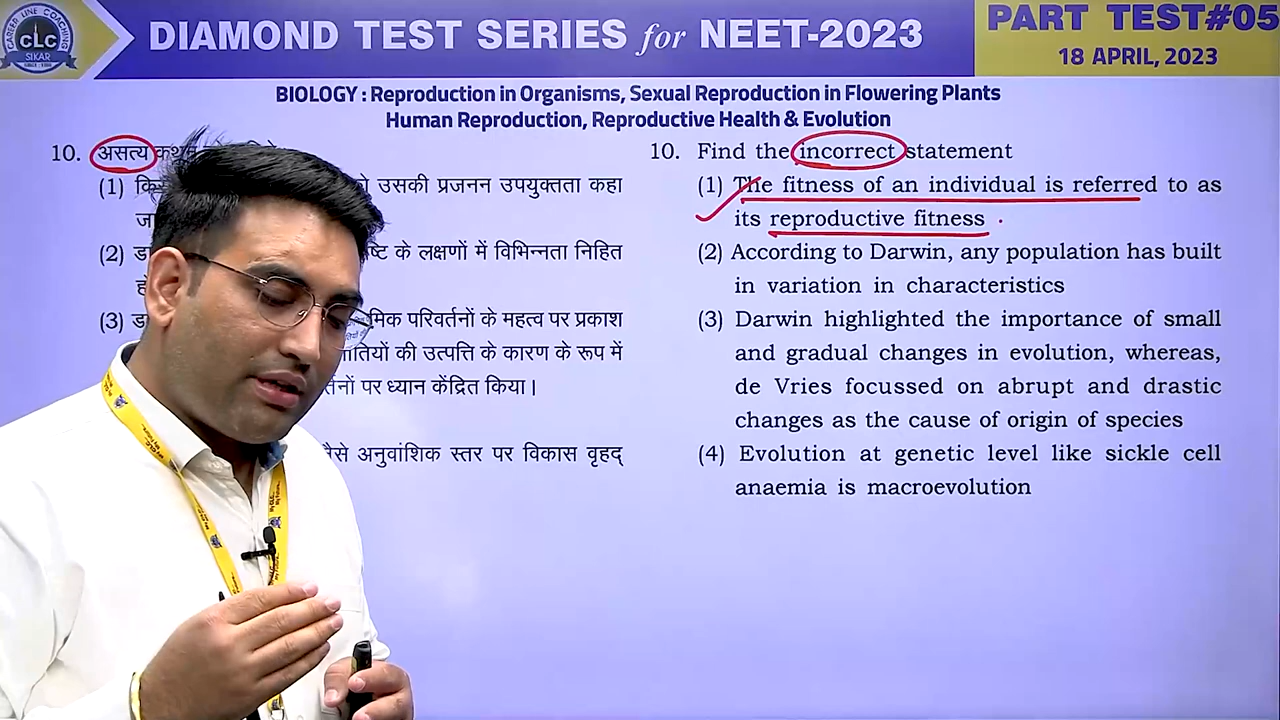 CAREER LINE COACHING
CLC
SIKAR
DIAMOND TEST SERIES for NEET-2023
PART TEST#05
18 APRIL, 2023
BIOLOGY : Reproduction in Organisms, Sexual Reproduction in Flowering Plants
Human Reproduction, Reproductive Health & Evolution
10. असत्य
(1) उसकी प्रजनन उपयुक्तता कहा
(2) के लक्षणों में विभिन्नता निहित
(3) परिवर्तनों के महत्व पर प्रकाश
की उत्पत्ति के कारण के रूप में
पर ध्यान केंद्रित किया।
अनुवांशिक स्तर पर विकास वृहद्
10. Find the incorrect statement
(1) The fitness of an individual is referred to as
its reproductive fitness
(2) According to Darwin, any population has built
in variation in characteristics
(3) Darwin highlighted the importance of small
and gradual changes in evolution, whereas,
de Vries focussed on abrupt and drastic
changes as the cause of origin of species
(4) Evolution at genetic level like sickle cell
anaemia is macroevolution